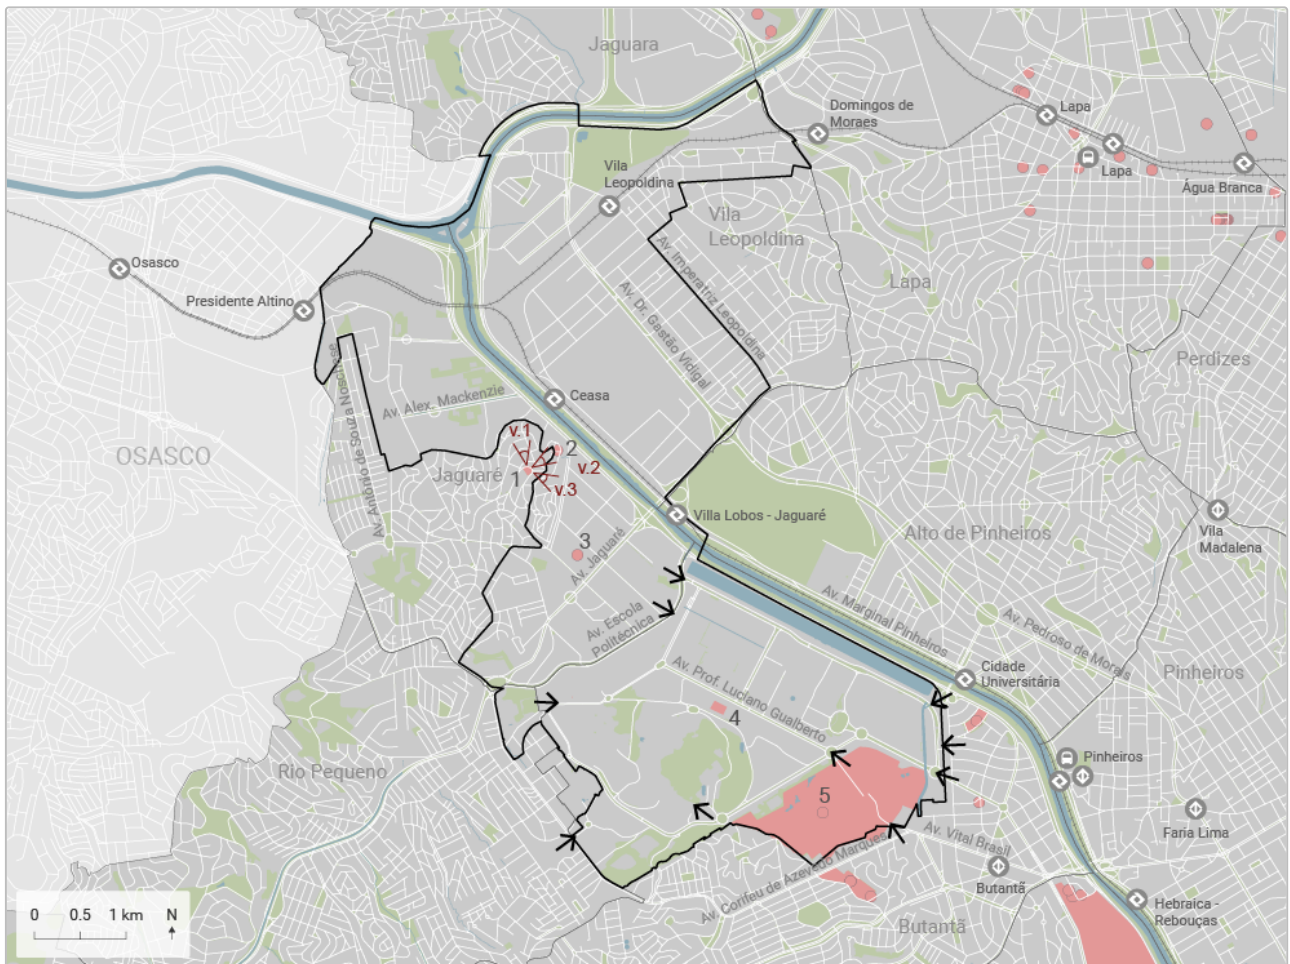 Jaguara
Domingos de
Moraes
Lapa
Vila
Leopoldina
Lapa
Água Branca
Vila
Leopoldina
Osasco
Av. Imperatriz Leopoldina
Lapa
Presidente Altino
Av. Dr. Gastão Vidigal
Perdizes
Av. Antonio de Souza Noschese
Av. Alex. Mackenzie
Ceasa
v.1
2
OSASCO
Jaguaré
1
v.2
v.3
Villa Lobos - Jaguaré
Alto de Pinheiros
Vila
Madalena
3
Av. Jaguaré
Av. Escola
Politécnica
Av. Marginal Pinheiros
Av. Pedroso de Morais
Cidade
Universitária
Pinheiros
Av. Prof. Luciano Gualberto
4
Rio Pequeno
Pinheiros
5
Faria Lima
Av. Vital Brasil
Av. Corifeu de Azevedo Marques
Butantã
Hebraica -
Rebouças
Butantã
0 0.5 1 km N